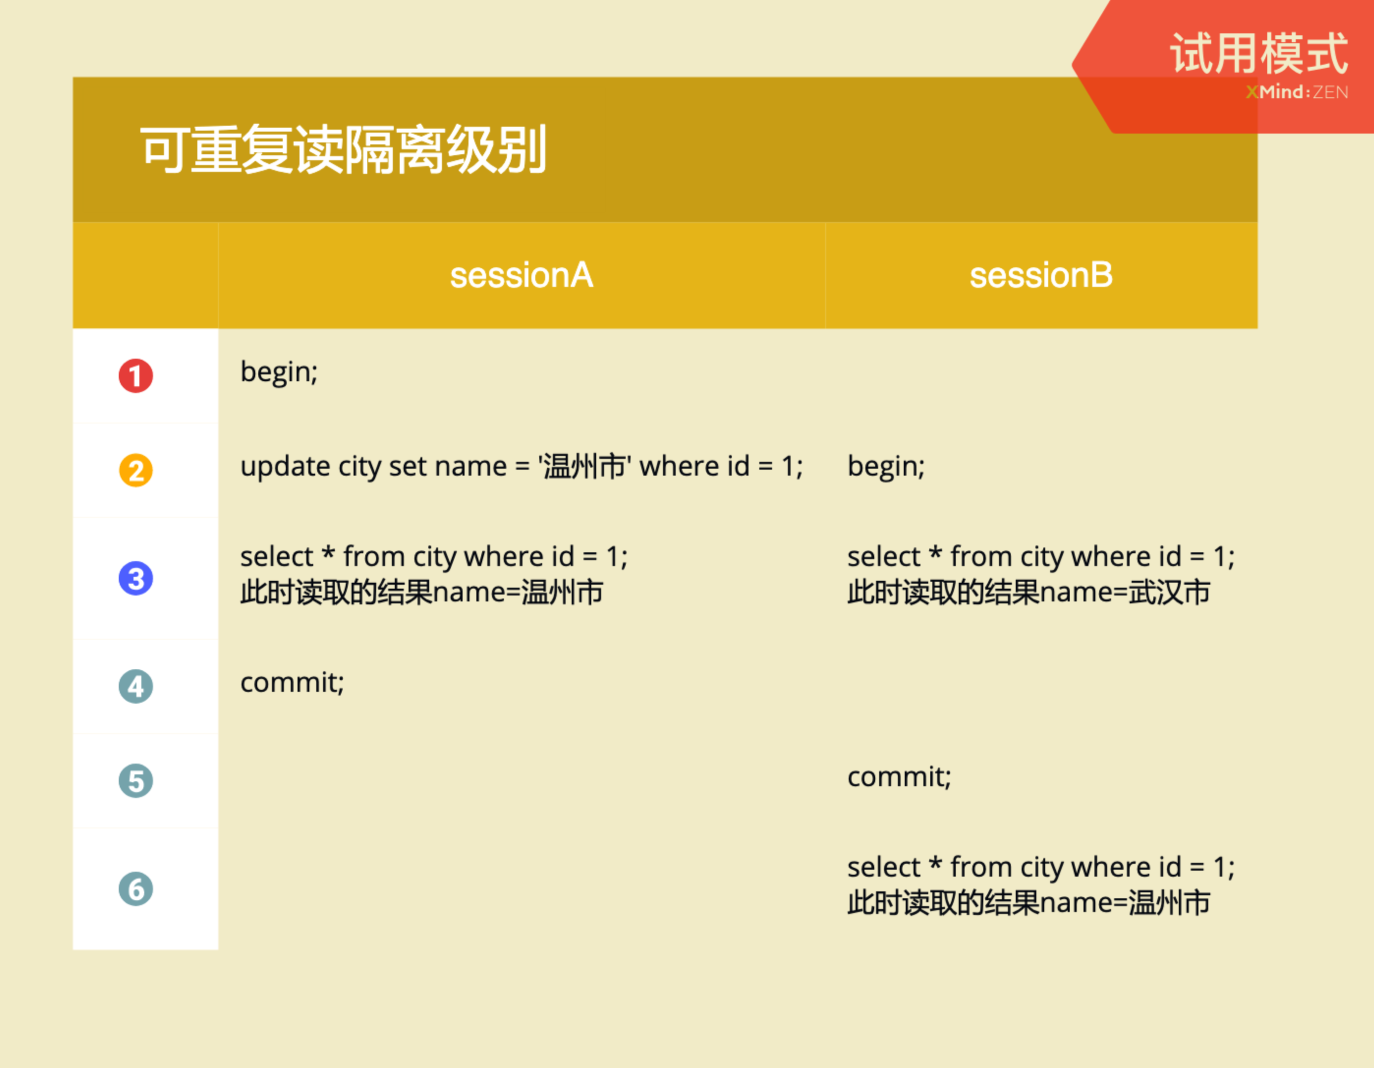 试用模式
XMind:ZEN
可重复读隔离级别
sessionA sessionB
1 begin;
2 update city set name = '温州市' where id = 1; begin;
3 select * from city where id = 1; select * from city where id = 1;
此时读取的结果name=温州市 此时读取的结果name=武汉市
4 commit;
5 commit;
6 select * from city where id = 1;
此时读取的结果name=温州市